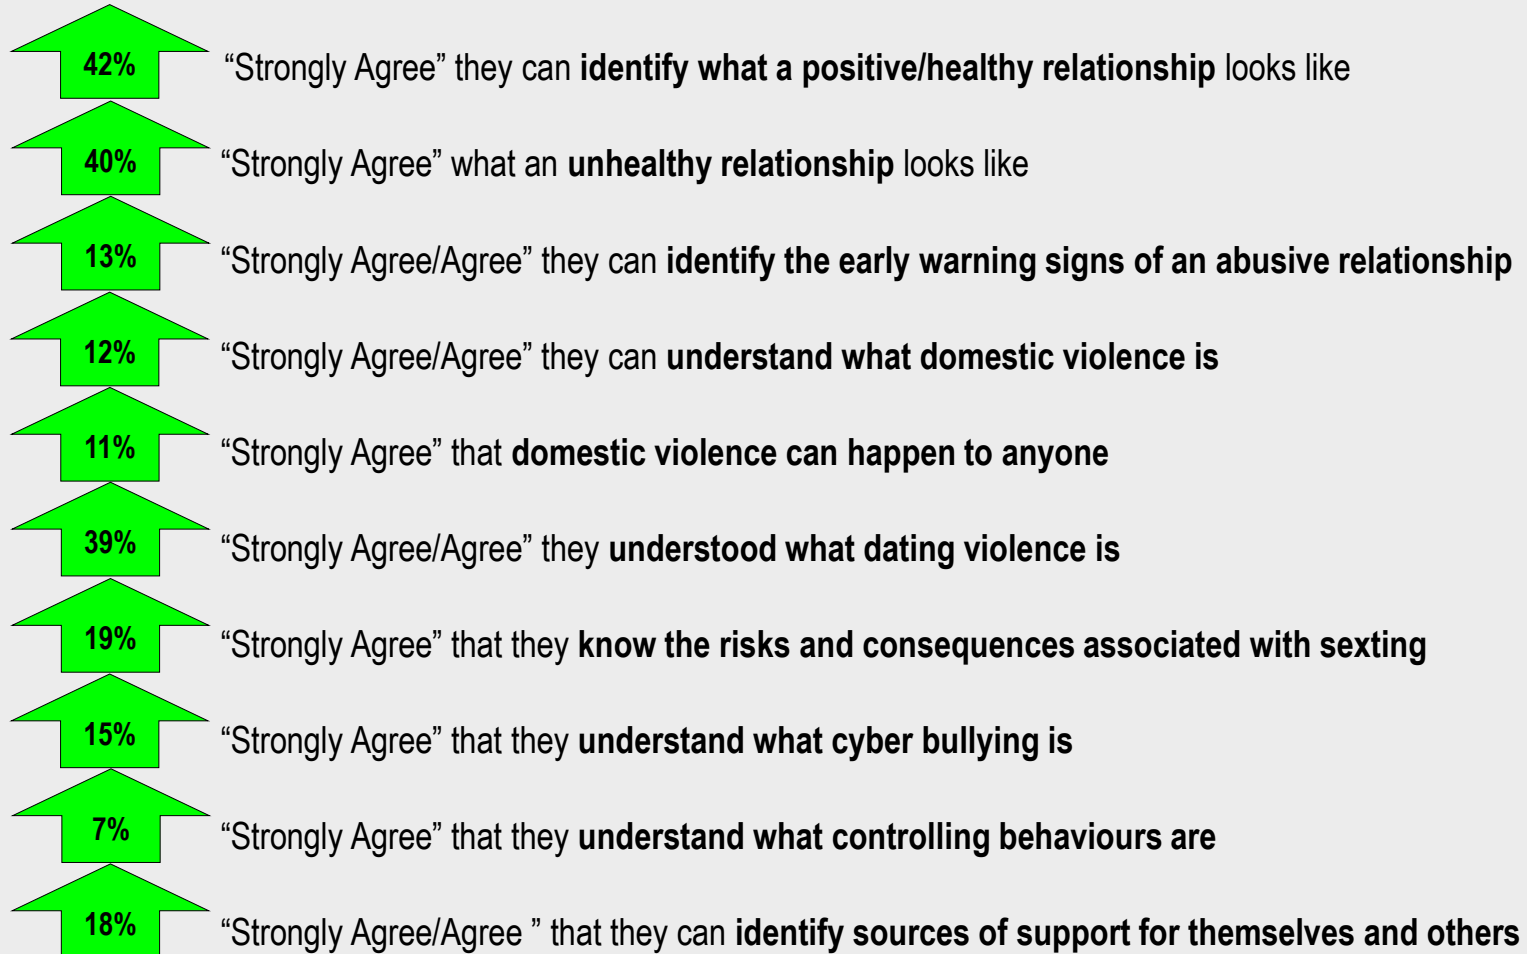 42% “Strongly Agree” they can identify what a positive/healthy relationship looks like
40% “Strongly Agree” what an unhealthy relationship looks like
13% “Strongly Agree/Agree” they can identify the early warning signs of an abusive relationship
12% “Strongly Agree/Agree” they can understand what domestic violence is
11% “Strongly Agree” that domestic violence can happen to anyone
39% “Strongly Agree/Agree” they understood what dating violence is
19% “Strongly Agree” that they know the risks and consequences associated with sexting
15% “Strongly Agree” that they understand what cyber bullying is
7% “Strongly Agree” that they understand what controlling behaviours are
18% “Strongly Agree/Agree ” that they can identify sources of support for themselves and others